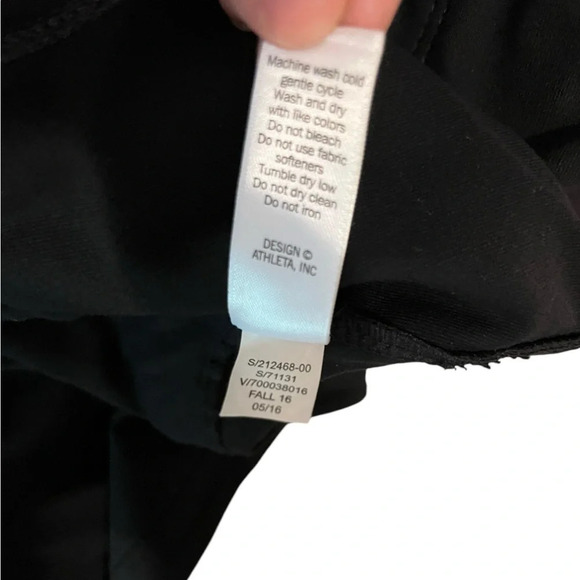 Machine wash cold
gentle cycle
Wash and dry
with like colors
Do not bleach
Do not use fabric
softeners
Tumble dry low
Do not dry clean
Do not iron
DESIGN ©
ATHLETA, INC
S/212468-00
S/71131
V/700038016
FALL 16
05/16